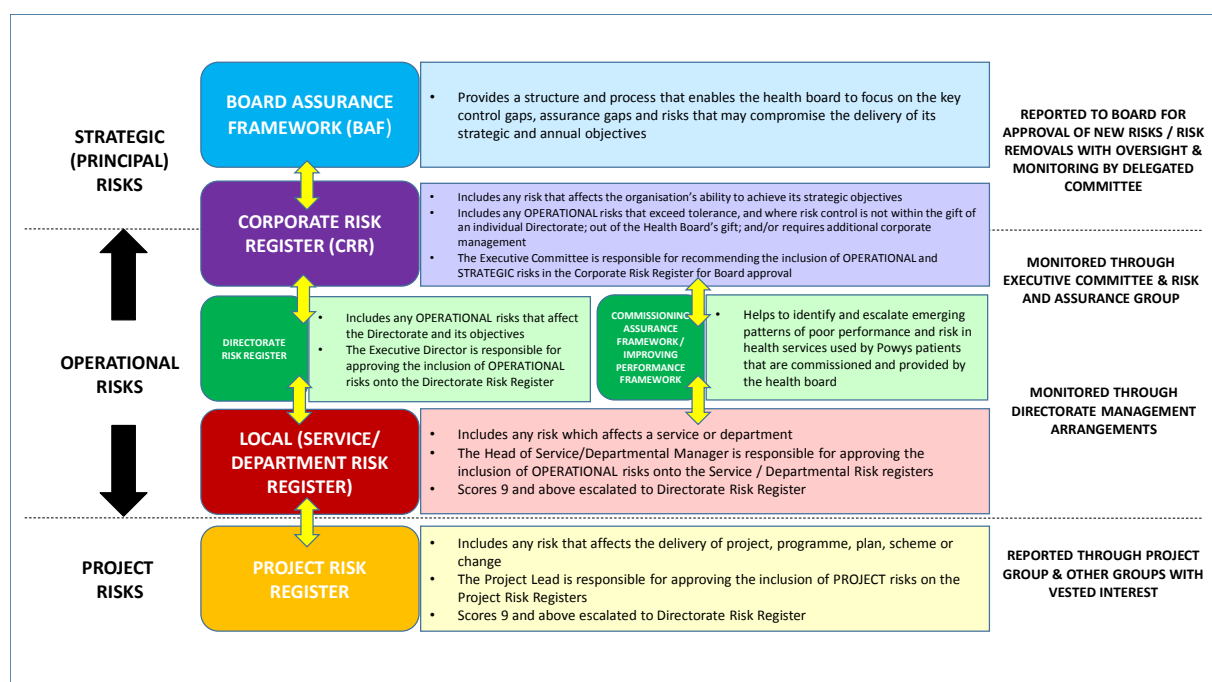 BOARD ASSURANCE
FRAMEWORK (BAF)
• Provides a structure and process that enables the health board to focus on the key
control gaps, assurance gaps and risks that may compromise the delivery of its
strategic and annual objectives
STRATEGIC
(PRINCIPAL)
RISKS
REPORTED TO BOARD FOR
APPROVAL OF NEW RISKS / RISK
REMOVALS WITH OVERSIGHT &
MONITORING BY DELEGATED
COMMITTEE
CORPORATE RISK
REGISTER (CRR)
• Includes any risk that affects the organisation's ability to achieve its strategic objectives
• Includes any OPERATIONAL risks that exceed tolerance, and where risk control is not within the gift of
an individual Directorate; out of the Health Board's gift; and/or requires additional corporate
management
• The Executive Committee is responsible for recommending the inclusion of OPERATIONAL and
STRATEGIC risks in the Corporate Risk Register for Board approval
MONITORED THROUGH
EXECUTIVE COMMITTEE & RISK
AND ASSURANCE GROUP
OPERATIONAL
RISKS
DIRECTORATE
RISK REGISTER
• Includes any OPERATIONAL risks that affect
the Directorate and its objectives
• The Executive Director is responsible for
approving the inclusion of OPERATIONAL
risks onto the Directorate Risk Register
COMMISSIONING
ASSURANCE
FRAMEWORK /
IMPROVING
PERFORMANCE
FRAMEWORK
• Helps to identify and escalate emerging
patterns of poor performance and risk in
health services used by Powys patients
that are commissioned and provided by
the health board
MONITORED THROUGH
DIRECTORATE MANAGEMENT
ARRANGEMENTS
LOCAL (SERVICE/
DEPARTMENT RISK
REGISTER)
• Includes any risk which affects a service or department
• The Head of Service/Departmental Manager is responsible for approving the
inclusion of OPERATIONAL risks onto the Service / Departmental Risk registers
• Scores 9 and above escalated to Directorate Risk Register
PROJECT
RISKS
PROJECT RISK
REGISTER
• Includes any risk that affects the delivery of project, programme, plan, scheme or
change
• The Project Lead is responsible for approving the inclusion of PROJECT risks on the
Project Risk Registers
• Scores 9 and above escalated to Directorate Risk Register
REPORTED THROUGH PROJECT
GROUP & OTHER GROUPS WITH
VESTED INTEREST